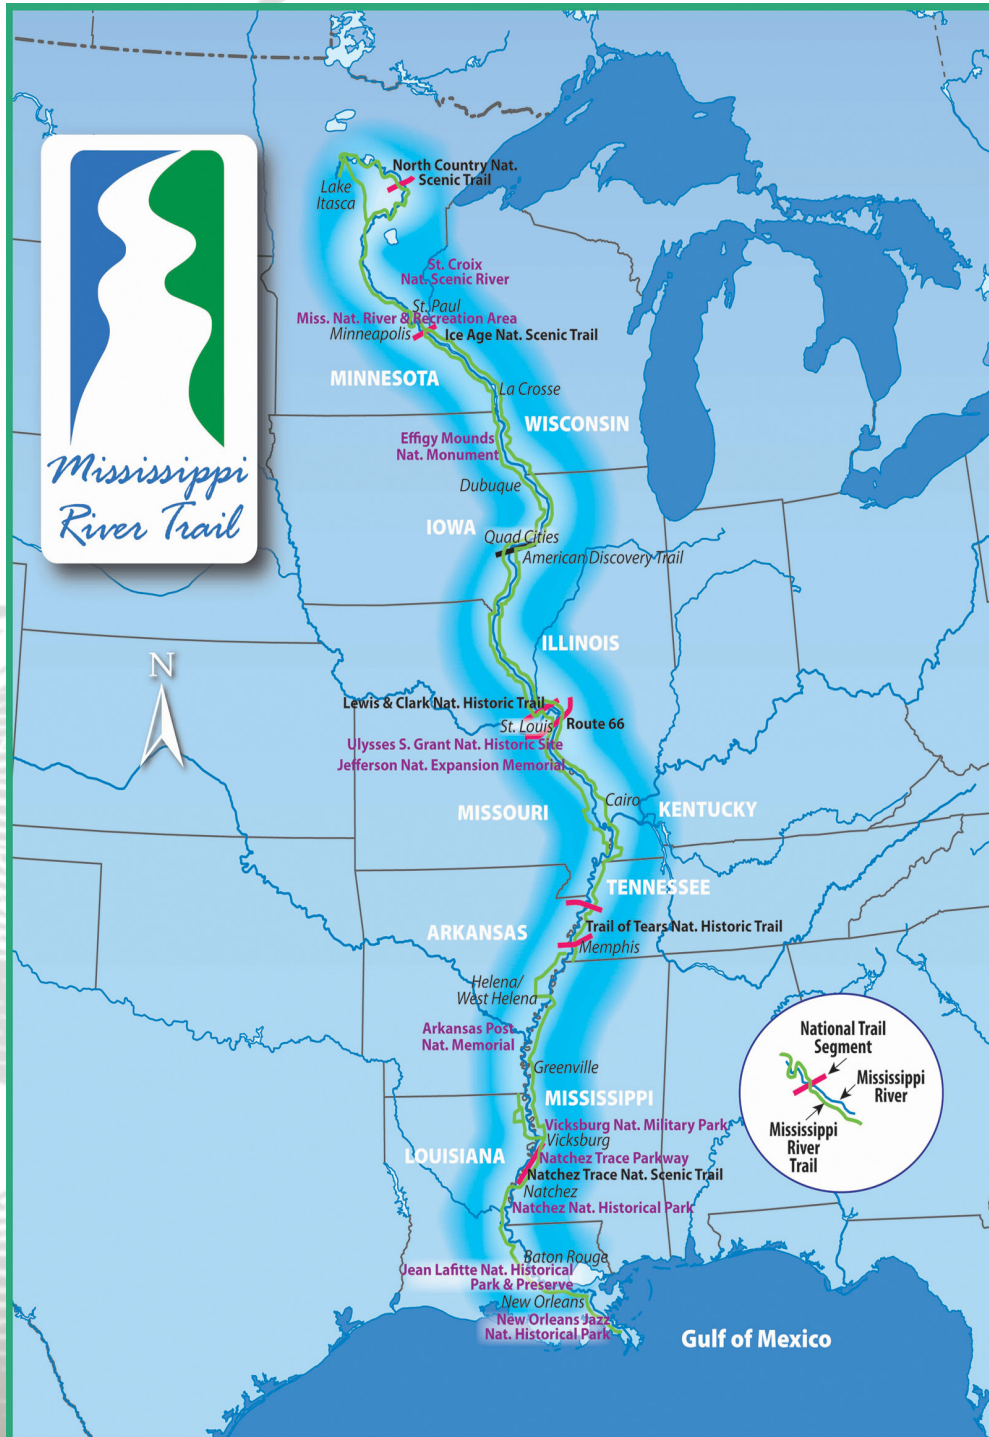 North Country Nat.
Scenic Trail
Lake
Itasca
St. Croix
Nat. Scenic River
St. Paul
Miss. Nat. River & Recreation Area
Minneapolis
Ice Age Nat. Scenic Trail
MINNESOTA
La Crosse
WISCONSIN
Effigy Mounds
Nat. Monument
Mississippi
River Trail
Dubuque
IOWA
Quad Cities
American Discovery Trail
ILLINOIS
N
Lewis & Clark Nat. Historic Trail
St. Louis
Route 66
Ulysses S. Grant Nat. Historic Site
Jefferson Nat. Expansion Memorial
Cairo
MISSOURI
KENTUCKY
TENNESSEE
Trail of Tears Nat. Historic Trail
ARKANSAS
Memphis
Helena/
West Helena
Arkansas Post
Nat. Memorial
National Trail
Segment
Mississippi
River
Mississippi
River
Trail
Greenville
MISSISSIPPI
Vicksburg Nat. Military Park
Vicksburg
LOUISIANA
Natchez Trace Parkway
Natchez Trace Nat. Scenic Trail
Natchez
Natchez Nat. Historical Park
Baton Rouge
Jean Lafitte Nat. Historical
Park & Preserve
New Orleans
New Orleans Jazz
Nat. Historical Park
Gulf of Mexico